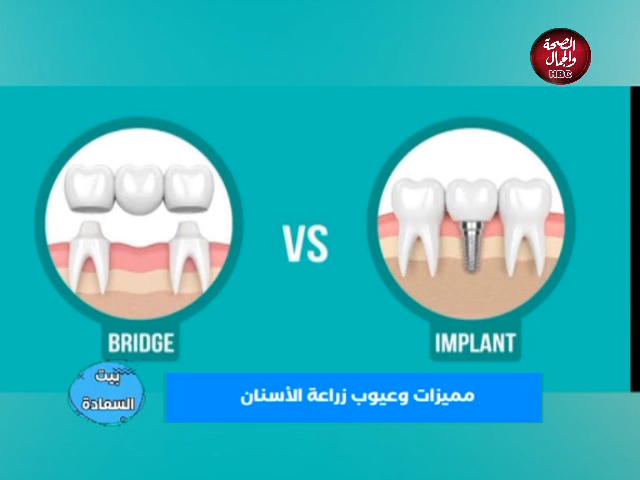 الصحة
والجمال
HBC
VS
BRIDGE
IMPLANT
بيت
السعادة
مميزات وعيوب زراعة الأسنان